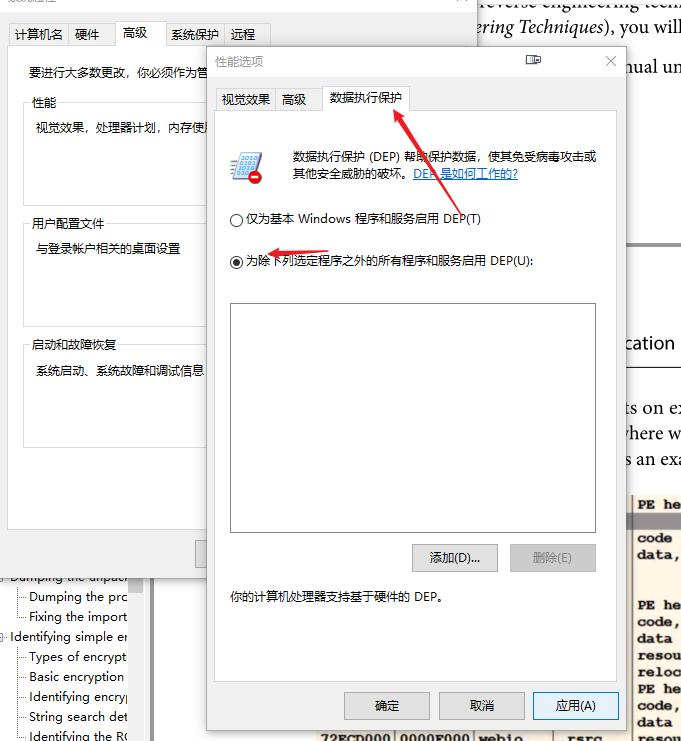 reverse engineering techn
ering Techniques), you will
计算机名 硬件 高级 系统保护 远程
要进行大多数更改，你必须作为管
性能
视觉效果，处理器计划，内存使用
用户配置文件
与登录帐户相关的桌面设置
启动和故障恢复
系统启动、系统故障和调试信息
性能选项
视觉效果 高级 数据执行保护
数据执行保护 (DEP) 帮助保护数据，使其免受病毒攻击或
其他安全威胁的破坏。DEP 是如何工作的?
仅为基本 Windows 程序和服务启用 DEP(T)
为除下列选定程序之外的所有程序和服务启用 DEP(U):
添加(D)... 删除(E)
你的计算机处理器支持基于硬件的 DEP。
确定 取消 应用(A)
nual un
cation
ts on ex
here w
s an exa
PE he
code
data,
PE he
code,
data
resou
reloc
PE he
code,
data
72ECD000 0000F000 webio rsrc resou
Dumping the unpack
Dumping the pro
Fixing the import
Identifying simple en
Types of encrypti
Basic encryption
Identifying encryp
String search det
Identifying the RC